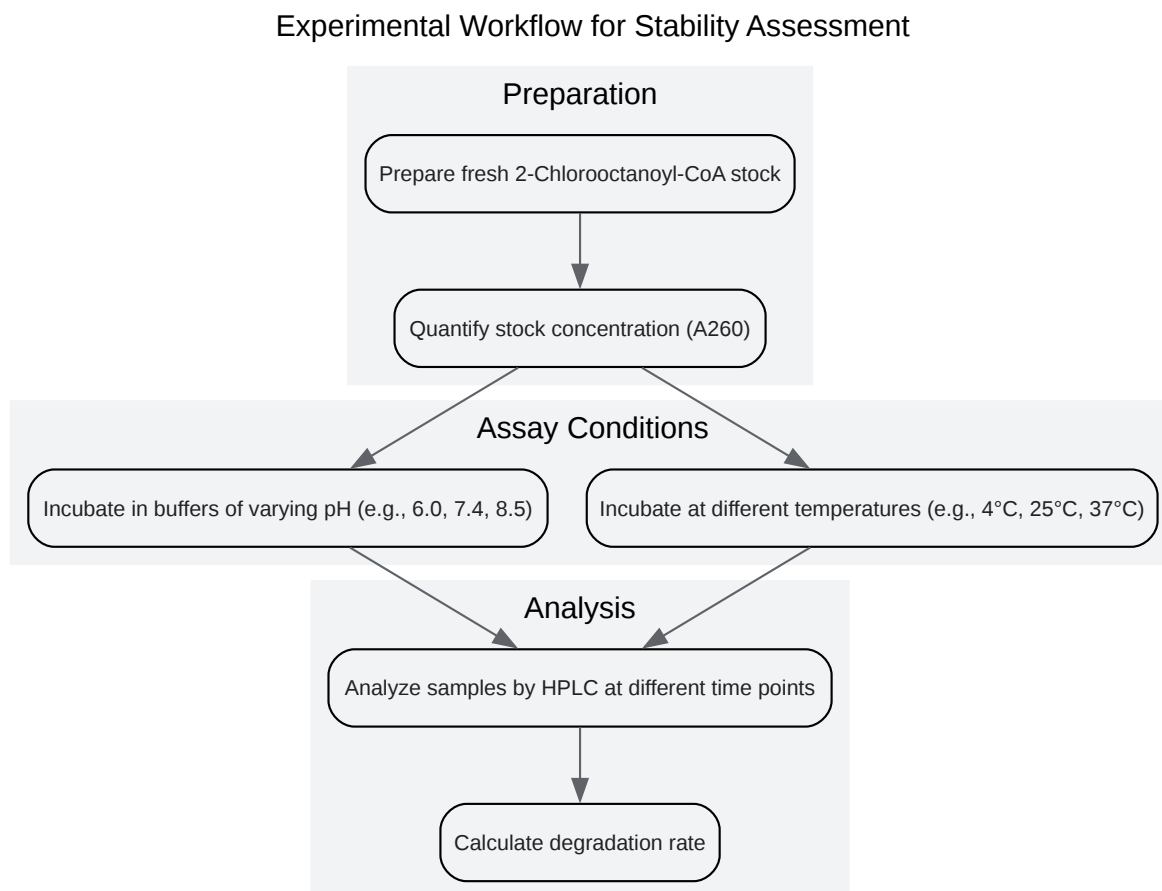 Experimental Workflow for Stability Assessment
Preparation
Prepare fresh 2-Chlorooctanoyl-CoA stock
Quantify stock concentration (A260)
Assay Conditions
Incubate in buffers of varying pH (e.g., 6.0, 7.4, 8.5)
Incubate at different temperatures (e.g., 4°C, 25°C, 37°C)
Analysis
Analyze samples by HPLC at different time points
Calculate degradation rate